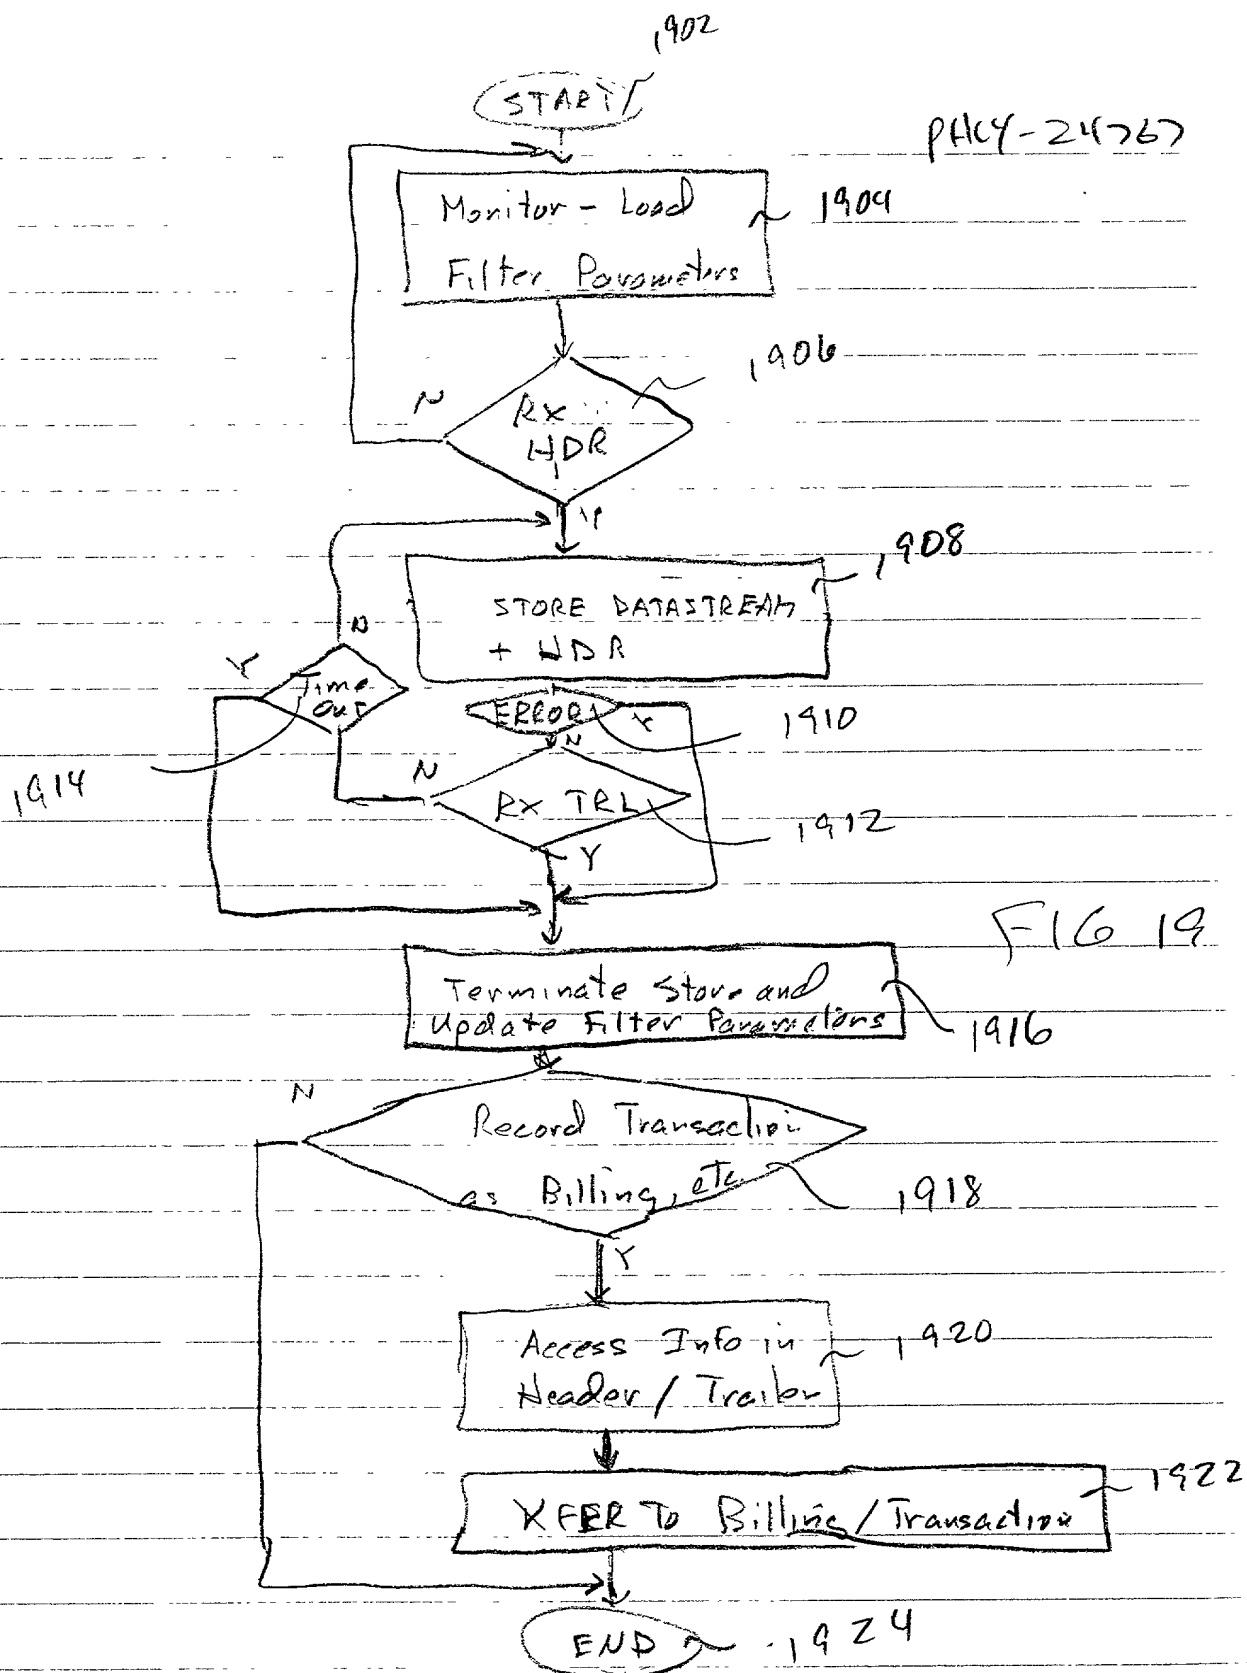 1902
START
PHCY-24767
Monitor - Load
1904
Filter Parameters
1906
N
RX
HDR
Y
1908
STORE DATASTREAM
+ HDR
N
Y
Time
Out
ERROR
Y
1910
N
1914
N
RX TRL
1912
Y
FIG 19
Terminate Store and
Update Filter Parameters
1916
N
Record Transaction
as Billing, etc.
1918
Y
Access Info in
1920
Header / Trailer
1922
XFER To Billing / Transaction
END
1924